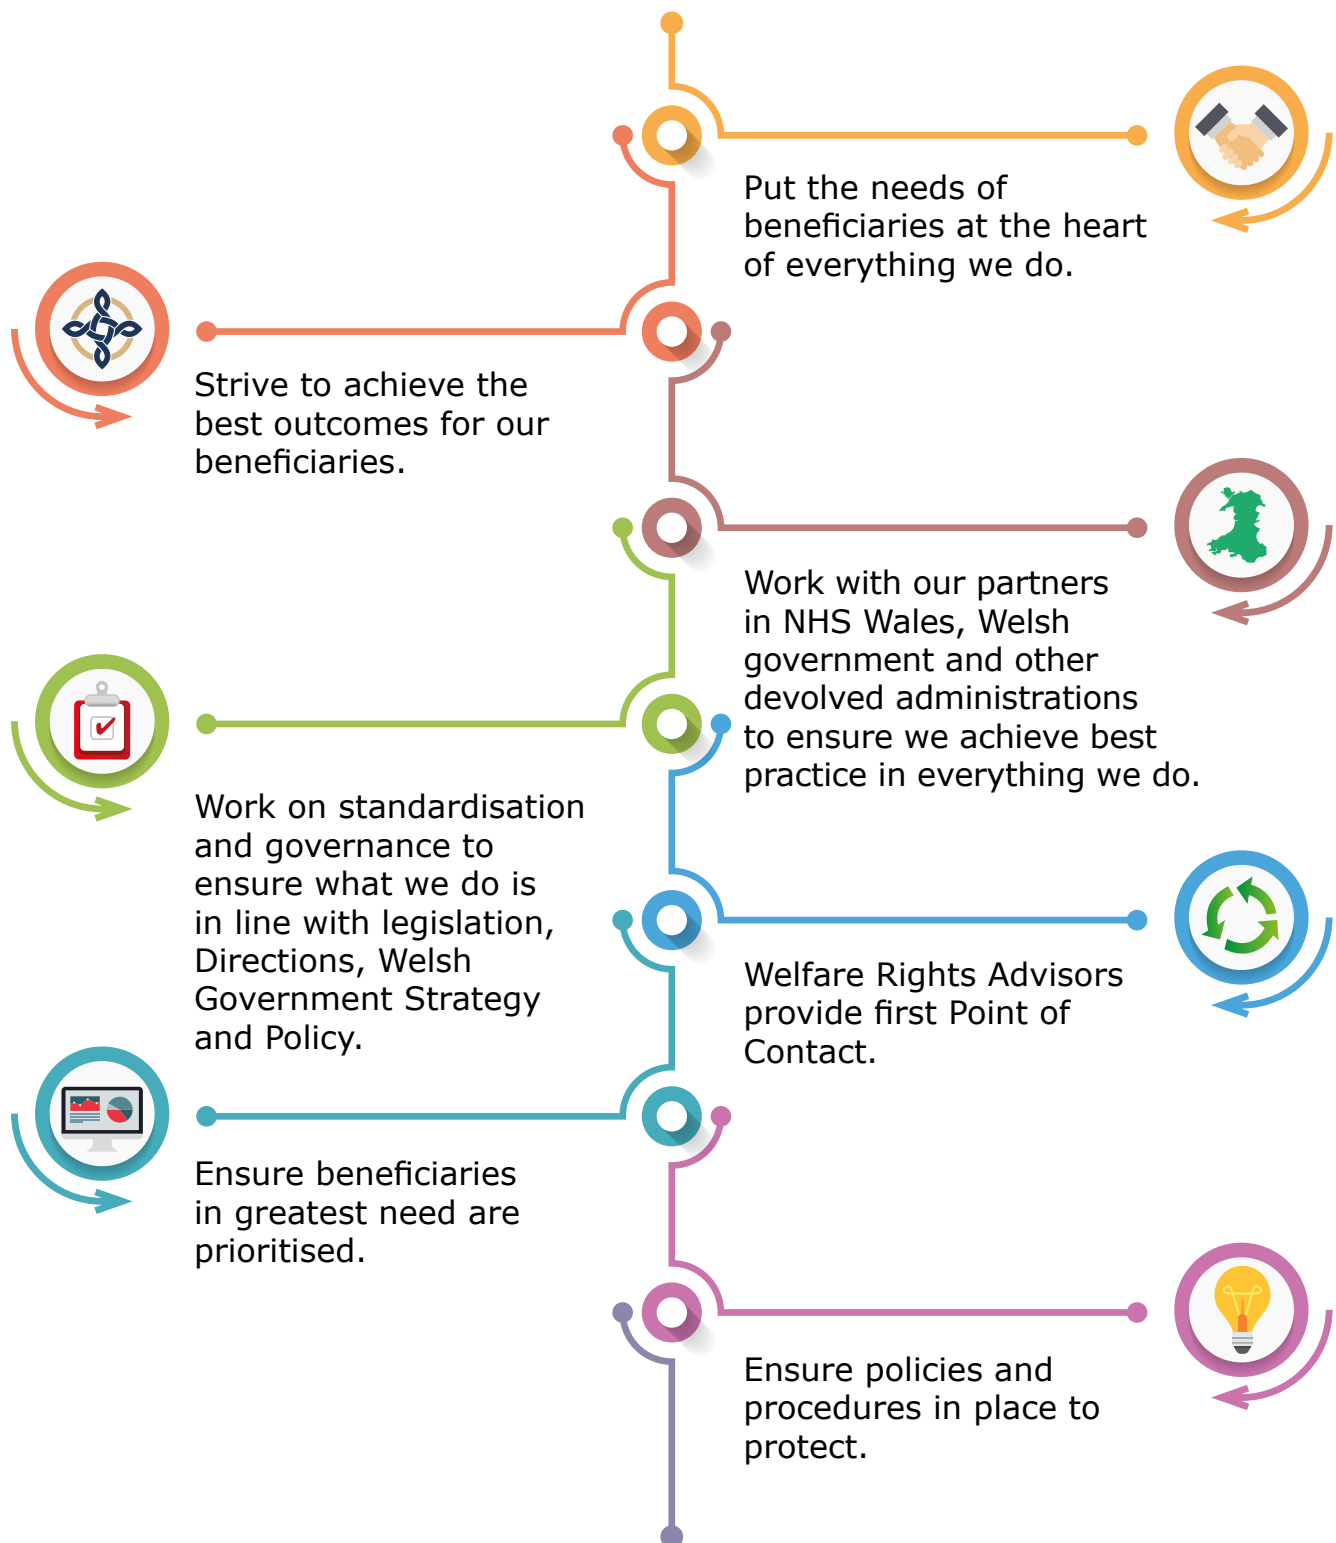 Put the needs of
beneficiaries at the heart
of everything we do.
Strive to achieve the
best outcomes for our
beneficiaries.
Work with our partners
in NHS Wales, Welsh
government and other
devolved administrations
to ensure we achieve best
practice in everything we do.
Work on standardisation
and governance to
ensure what we do is
in line with legislation,
Directions, Welsh
Government Strategy
and Policy.
Welfare Rights Advisors
provide first Point of
Contact.
Ensure beneficiaries
in greatest need are
prioritised.
Ensure policies and
procedures in place to
protect.